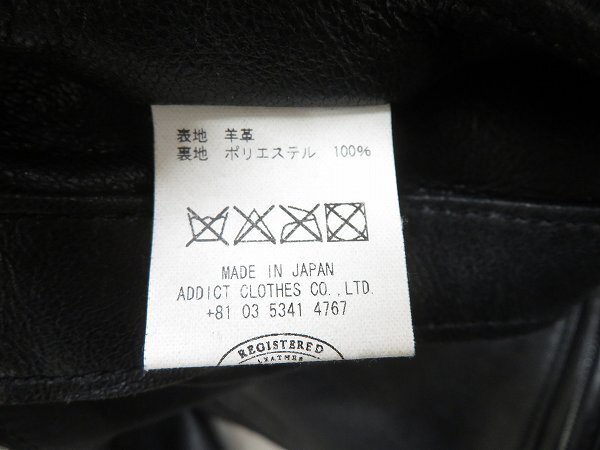 表地 羊革
裏地 ポリエステル 100%
MADE IN JAPAN
ADDICT CLOTHES CO.,LTD.
+81 03 5341 4767
REGISTERED
LEATHER